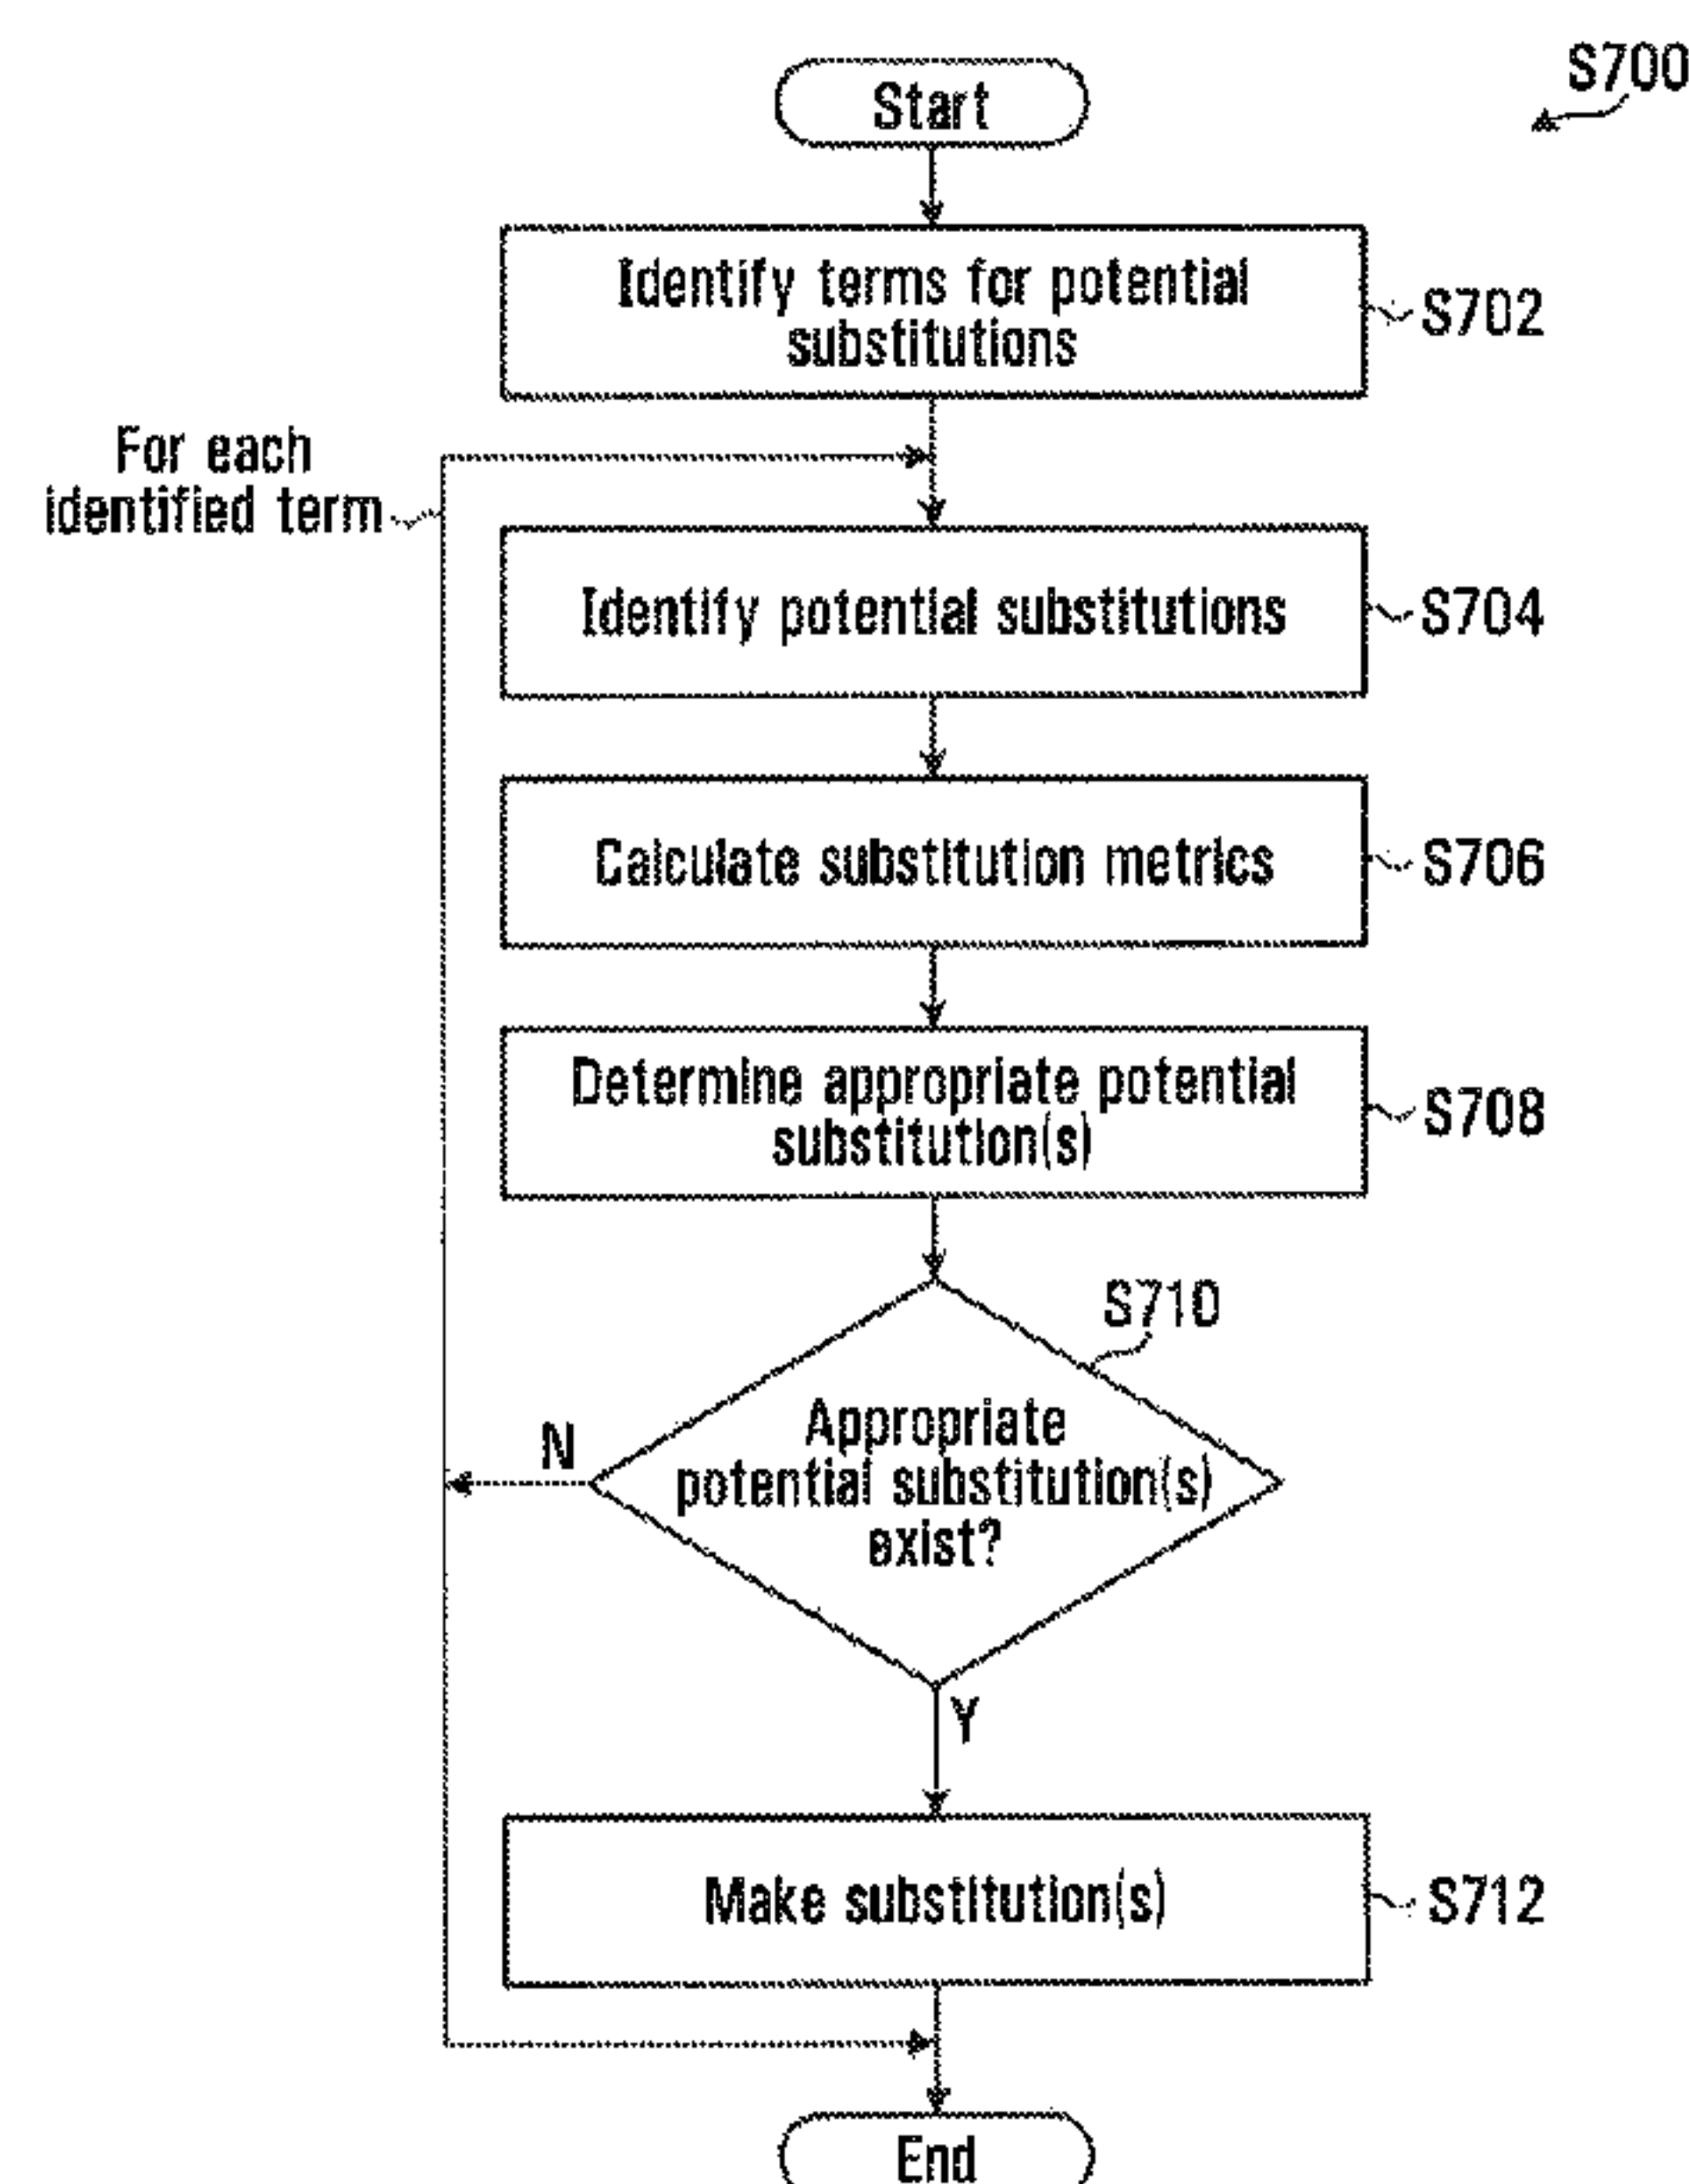 S700
Start
Identify terms for potential
substitutions
S702
For each
identified term
Identify potential substitutions
S704
Calculate substitution metrics
S706
Determine appropriate potential
substitution(s)
S708
S710
Appropriate
potential substitution(s)
exist?
N
Y
Make substitution(s)
S712
End